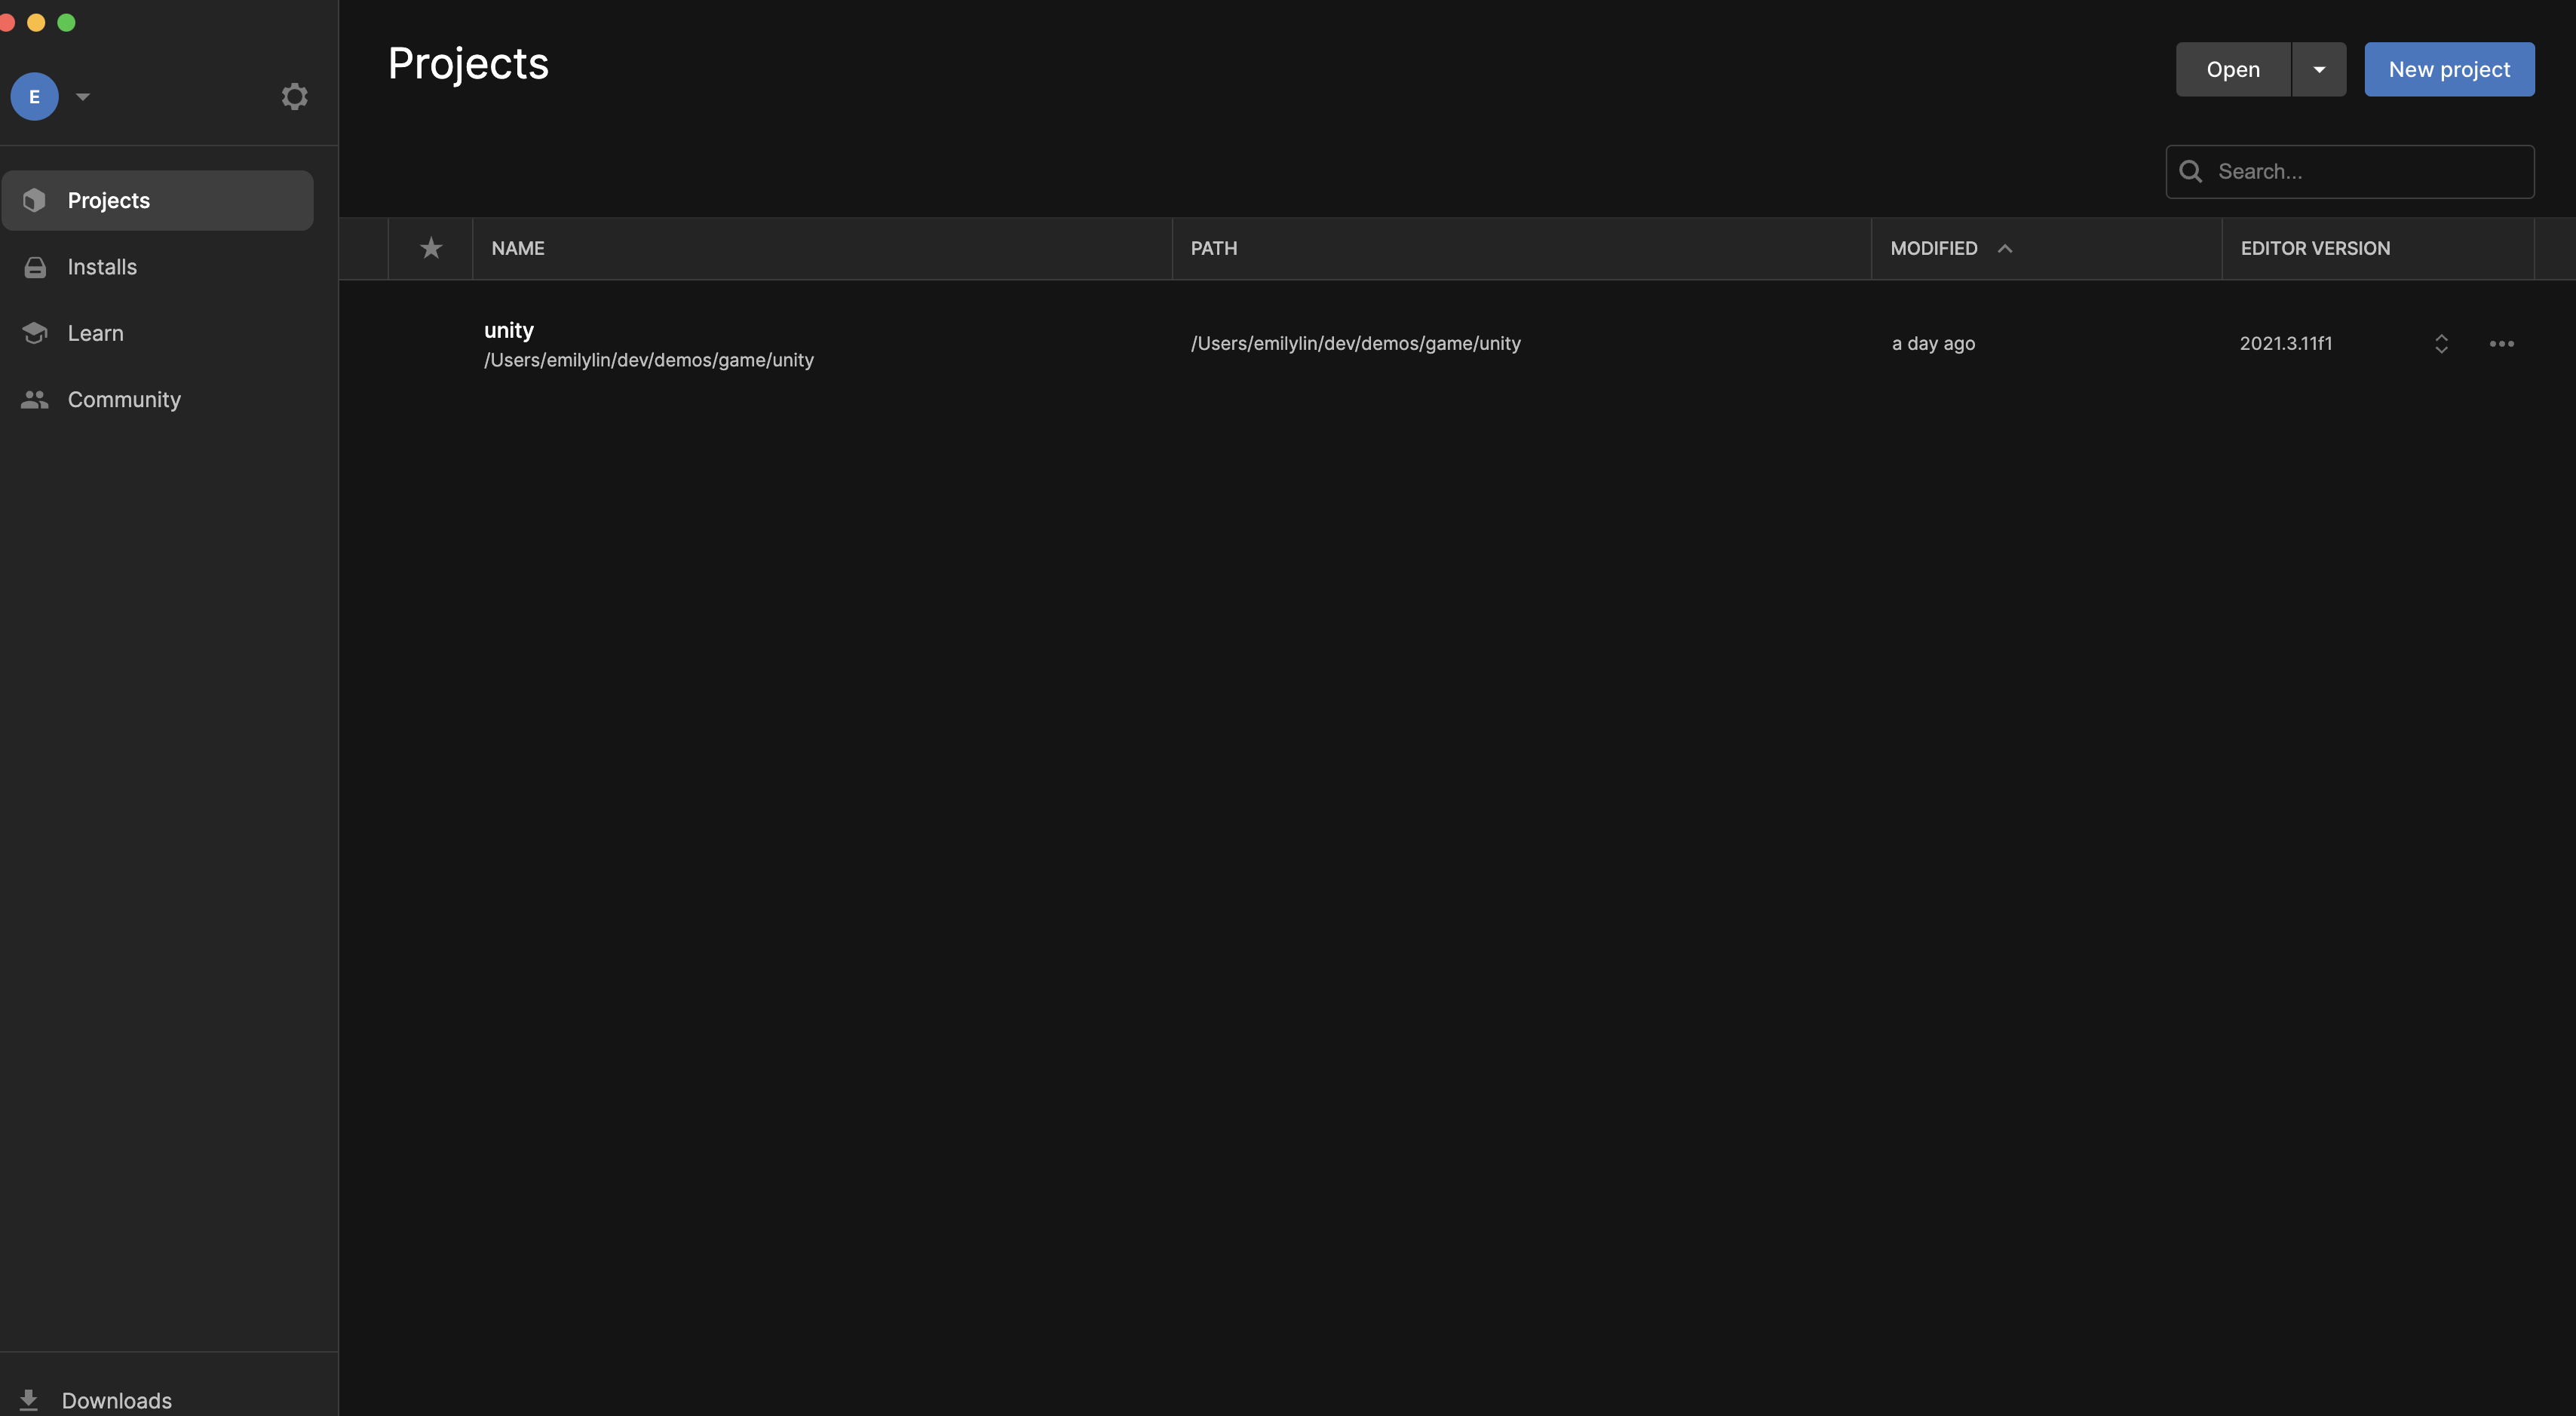 Projects
Open
New project
E
Search...
Projects
Installs
Learn
Community
NAME
PATH
MODIFIED
EDITOR VERSION
unity
/Users/emilylin/dev/demos/game/unity
/Users/emilylin/dev/demos/game/unity
a day ago
2021.3.11f1
Downloads